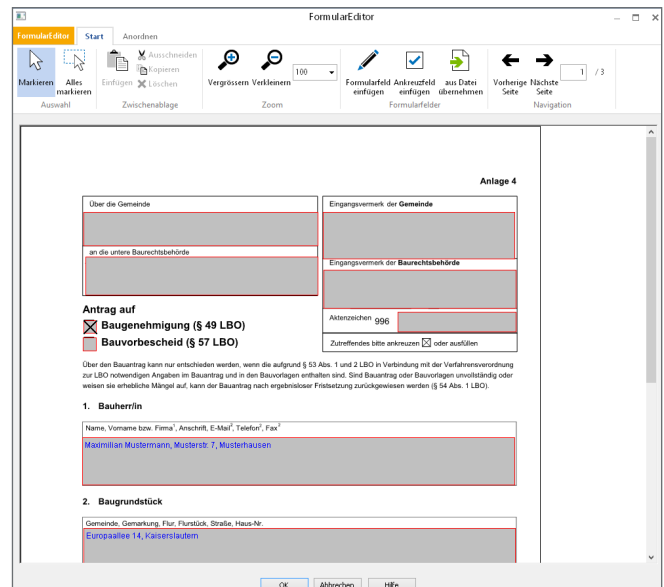 FormularEditor
FormularEditor Start Anordnen
Markieren
Alles markieren
Auswahl
Einfügen
Ausschneiden
Kopieren
Löschen
Zwischenablage
Vergrössern Verkleinern
100
Zoom
Formularfeld einfügen
Ankreuzfeld einfügen
aus Datei übernehmen
Formularfelder
Vorherige Seite
Nächste Seite
1 / 3
Navigation
Anlage 4
Über die Gemeinde
Eingangsvermerk der Gemeinde
an die untere Baurechtsbehörde
Eingangsvermerk der Baurechtsbehörde
Antrag auf
Aktenzeichen 996
Baugenehmigung (§ 49 LBO)
Bauvorbescheid (§ 57 LBO)
Zutreffendes bitte ankreuzen ☒ oder ausfüllen
Über den Bauantrag kann nur entschieden werden, wenn die aufgrund § 53 Abs. 1 und 2 LBO in Verbindung mit der Verfahrensverordnung
zur LBO notwendigen Angaben im Bauantrag und in den Bauvorlagen enthalten sind. Sind Bauantrag oder Bauvorlagen unvollständig oder
weisen sie erhebliche Mängel auf, kann der Bauantrag nach ergebnisloser Fristsetzung zurückgewiesen werden (§ 54 Abs. 1 LBO).
1. Bauherr/in
Name, Vorname bzw. Firma¹, Anschrift, E-Mail², Telefon², Fax²
Maximilian Mustermann, Musterstr. 7, Musterhausen
2. Baugrundstück
Gemeinde, Gemarkung, Flur, Flurstück, Straße, Haus-Nr.
Europaallee 14, Kaiserslautern
OK Abbrechen Hilfe